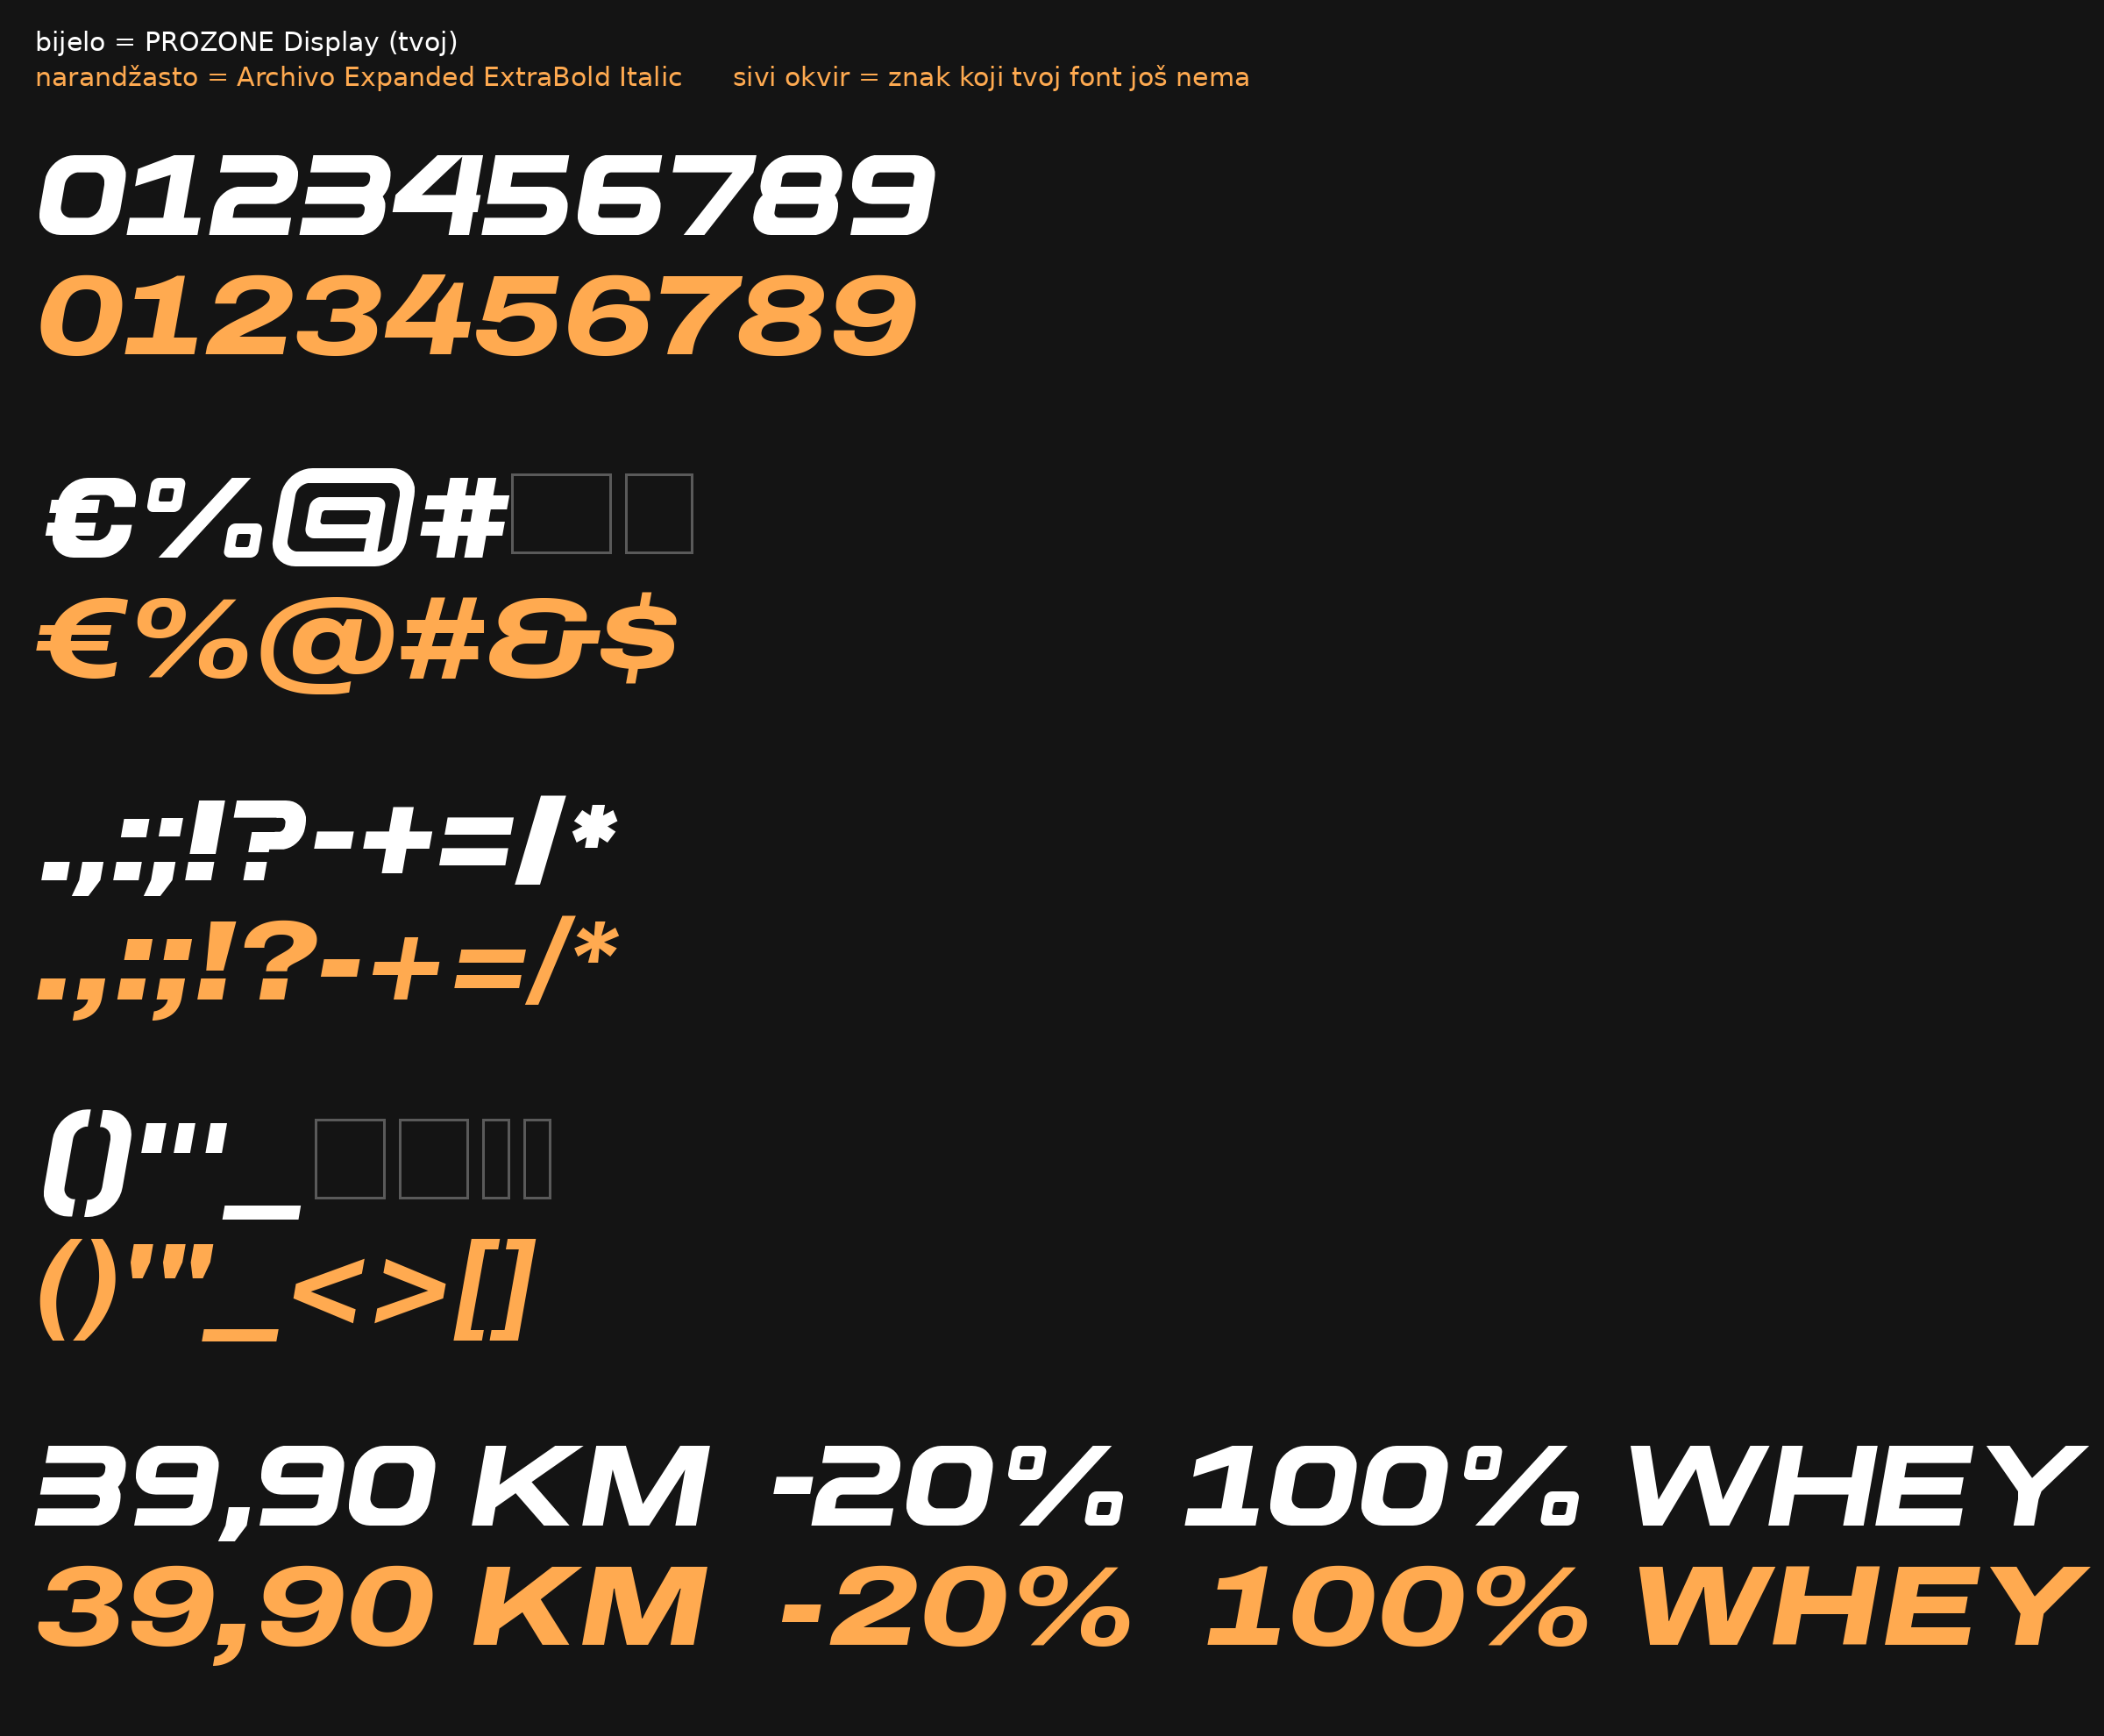 bijelo = PROZONE Display (tvoj)
narandžasto = Archivo Expanded ExtraBold Italic sivi okvir = znak koji tvoj font još nema
0123456789
0123456789
€%@#
€%@#&$
.,:;!?-+=/*
.,:;!?-+=/*
()"'_
()"'_<>[]
39,90 KM -20% 100% WHEY
39,90 KM -20% 100% WHEY